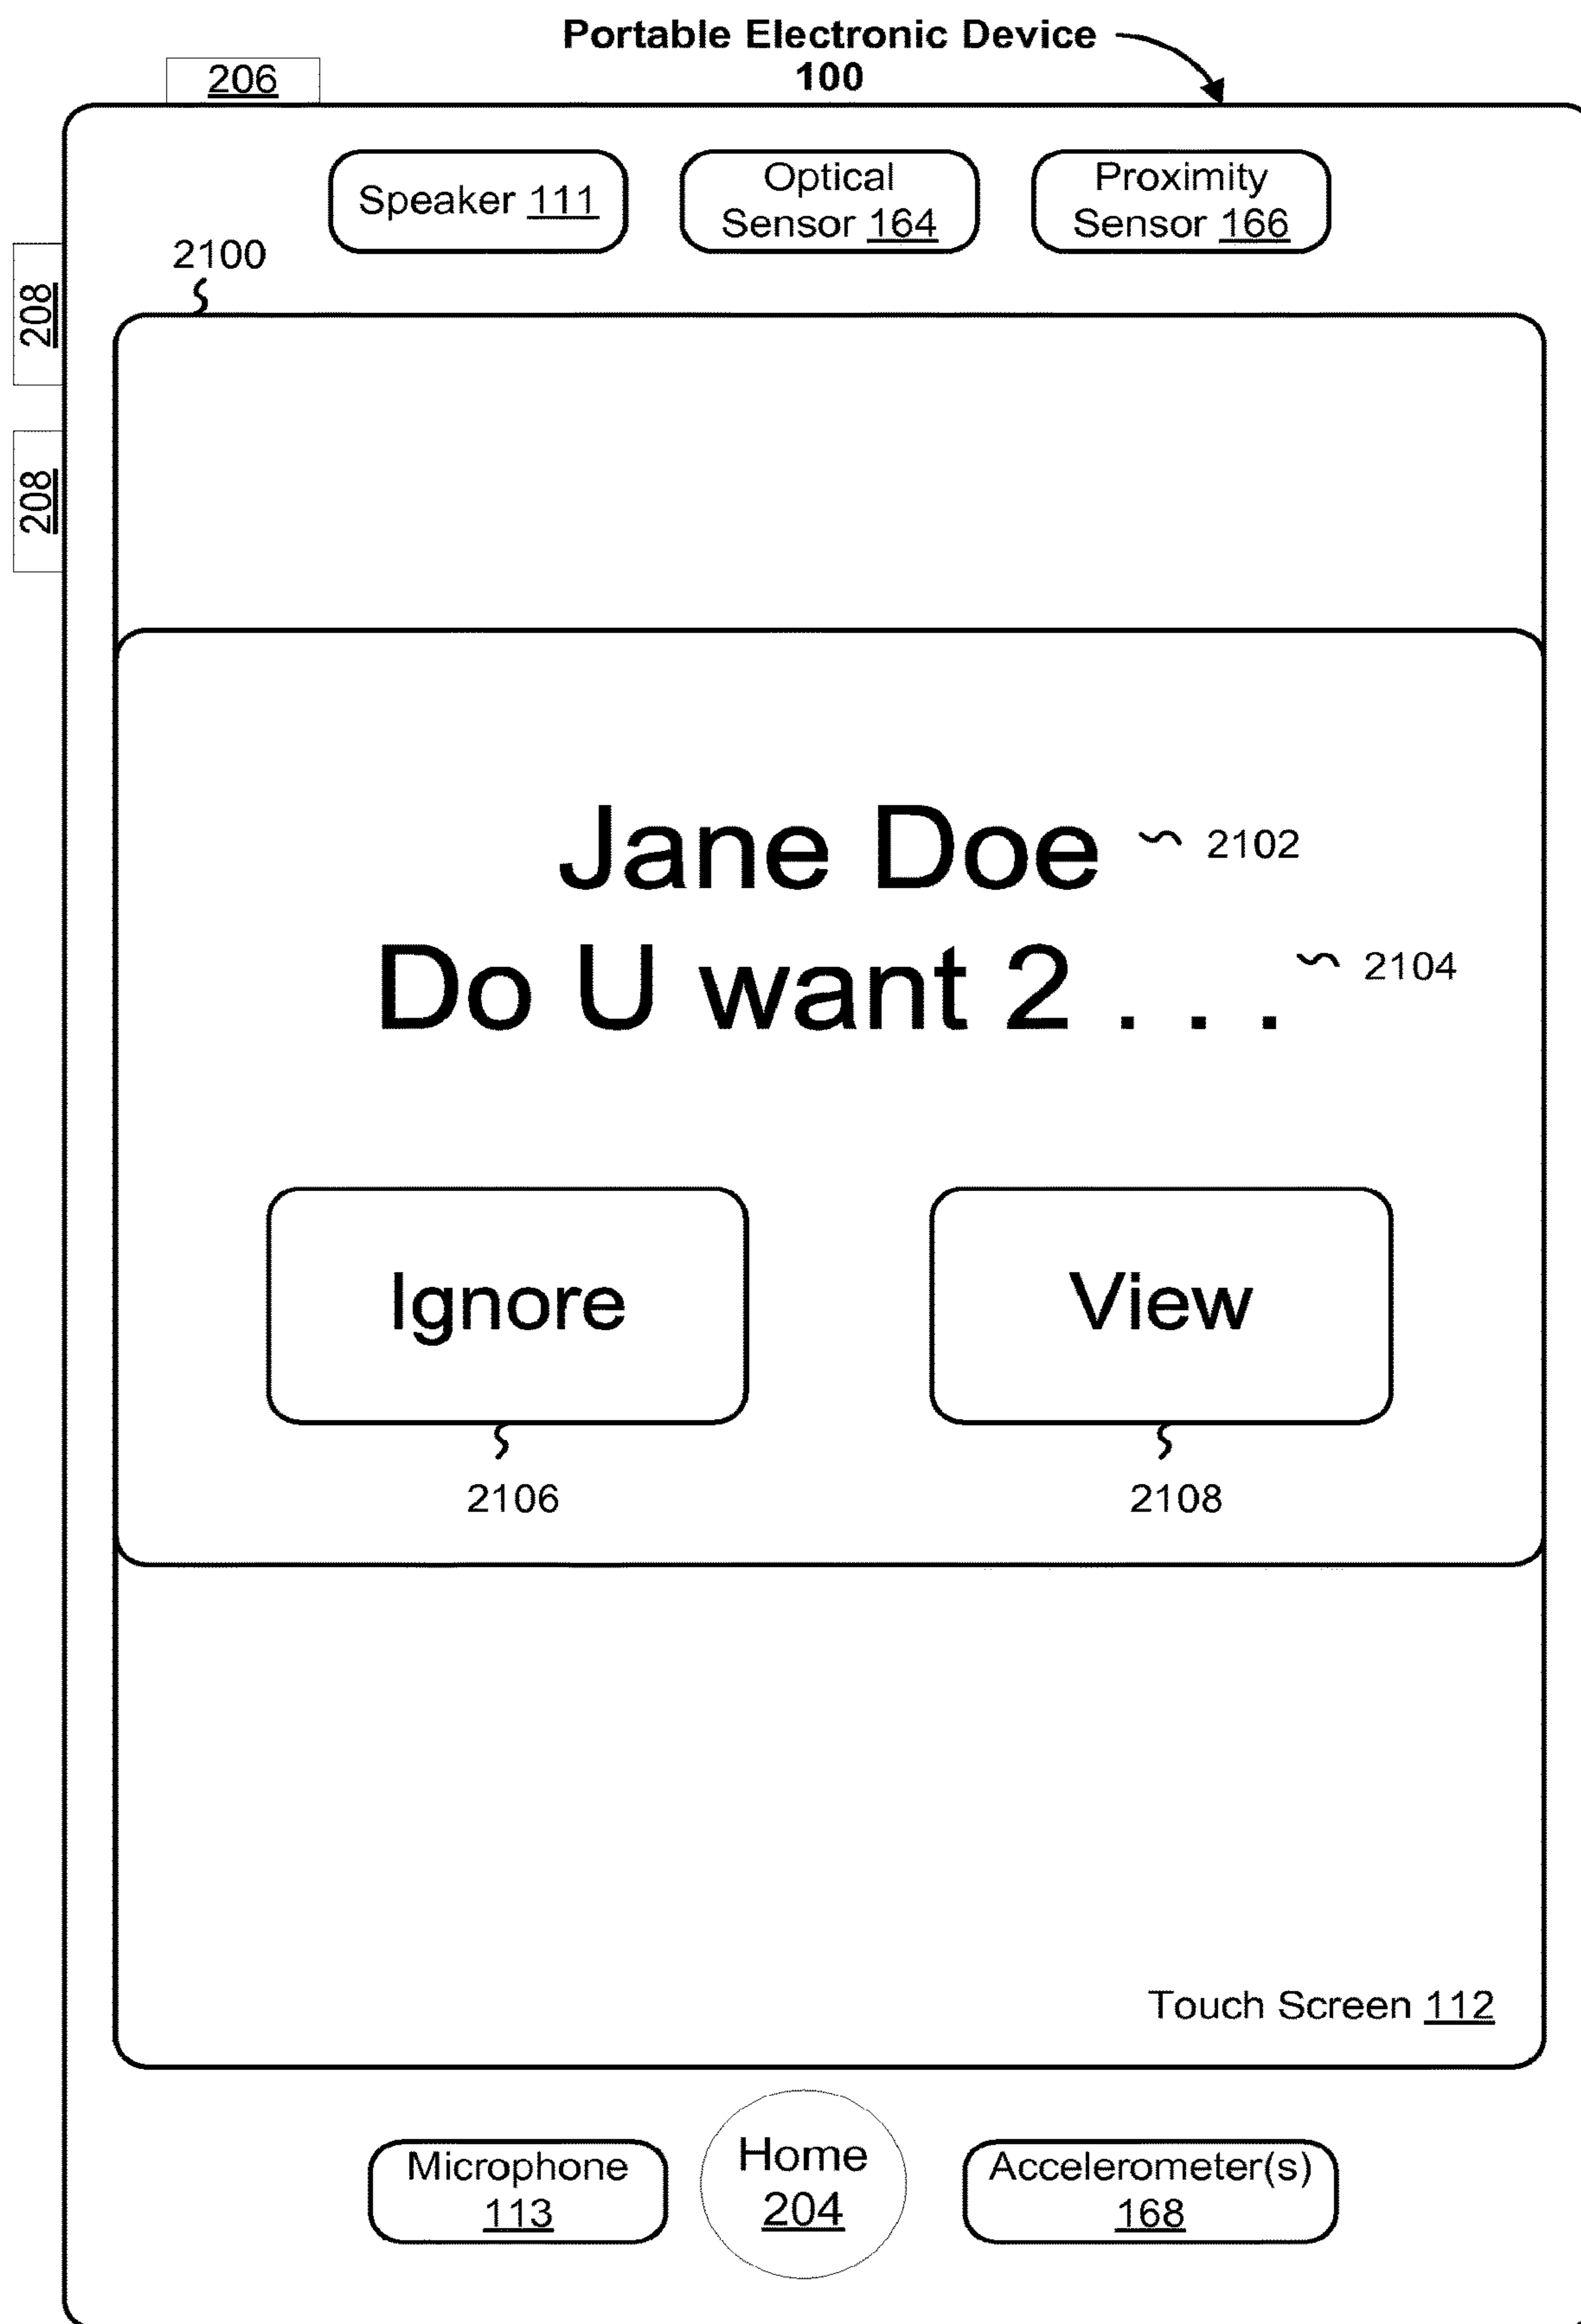 Portable Electronic Device
100
206
Speaker 111
Optical
Sensor 164
Proximity
Sensor 166
2100
208
208
Jane Doe 2102
Do U want 2 . . . 2104
Ignore
View
2106
2108
Touch Screen 112
Microphone
113
Home
204
Accelerometer(s)
168